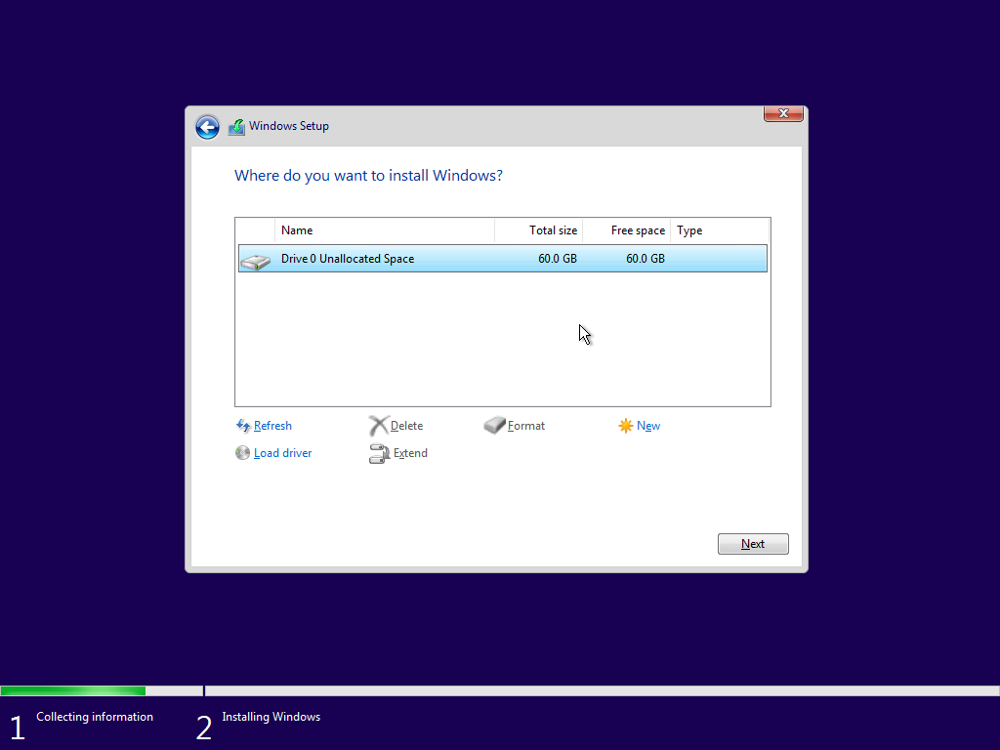 Windows Setup
Where do you want to install Windows?
Name Total size Free space Type
Drive 0 Unallocated Space 60.0 GB 60.0 GB
Refresh Delete Format New
Load driver Extend
Next
1 Collecting information 2 Installing Windows